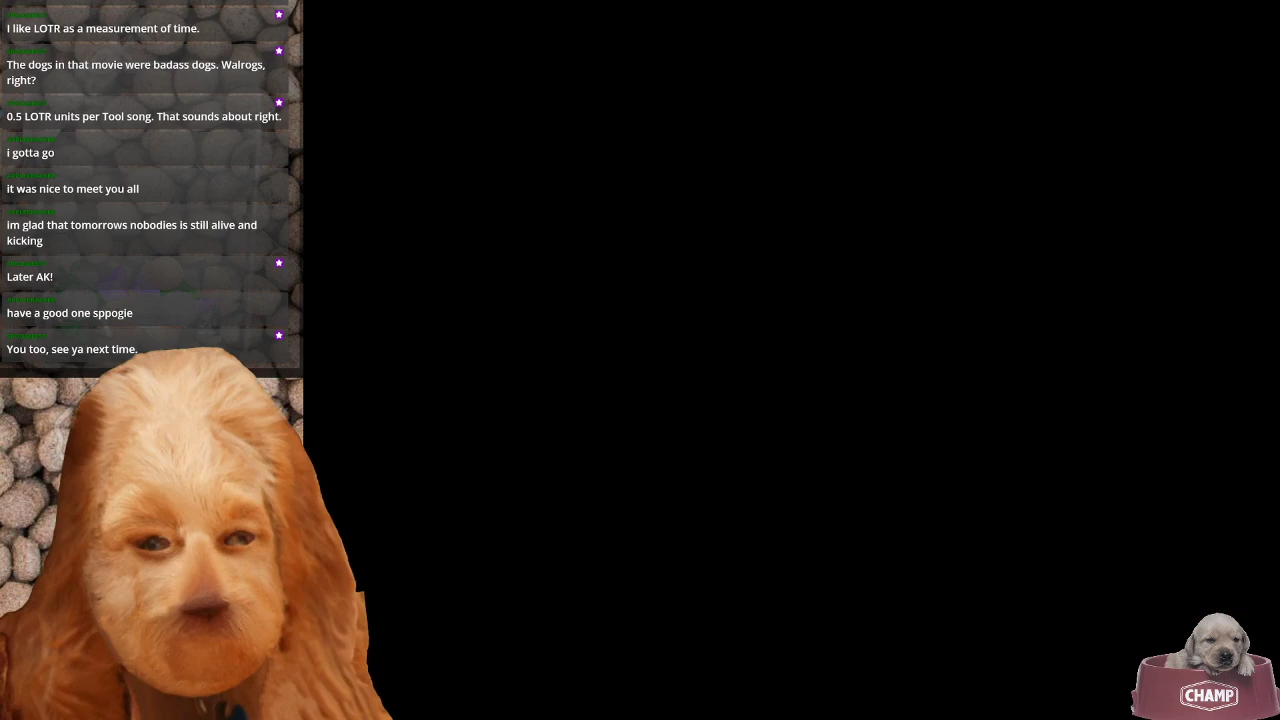 I like LOTR as a measurement of time.
The dogs in that movie were badass dogs. Walrogs,
right?
0.5 LOTR units per Tool song. That sounds about right.
i gotta go
it was nice to meet you all
im glad that tomorrows nobodies is still alive and
kicking
Later AK!
have a good one sppogie
You too, see ya next time.
CHAMP